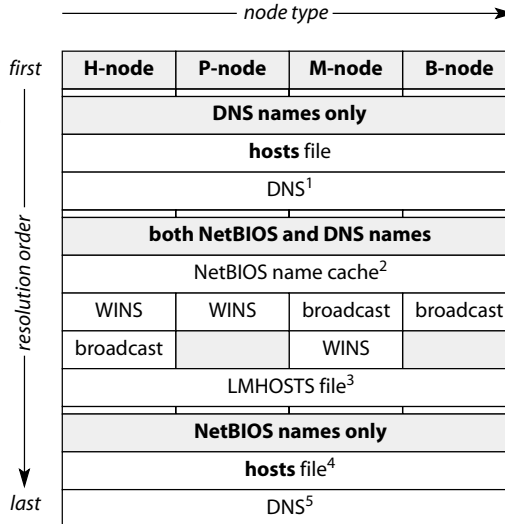 node type
first H-node P-node M-node B-node
DNS names only
hosts file
DNS¹
both NetBIOS and DNS names
NetBIOS name cache²
WINS WINS broadcast broadcast
broadcast WINS
LMHOSTS file³
NetBIOS names only
hosts file⁴
last DNS⁵
resolution order